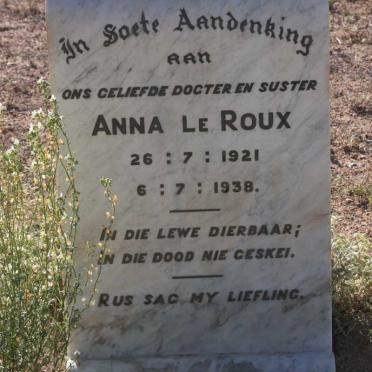 In Soete Aandenking
AAN
ONS GELIEFDE DOGTER EN SUSTER
ANNA LE ROUX
26 : 7 : 1921
6 : 7 : 1938.
IN DIE LEWE DIERBAAR;
IN DIE DOOD NIE GESKEI.
RUS SAG MY LIEFLING.